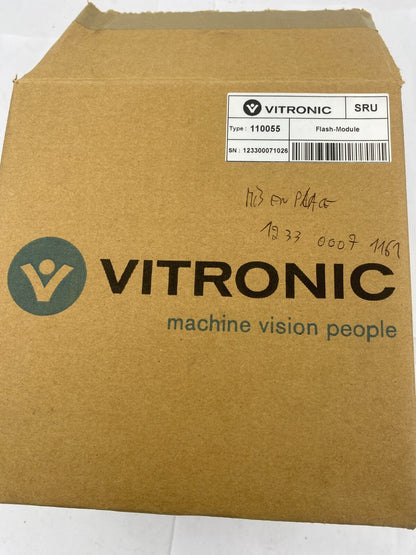 VITRONIC SRU
Type : 110055 Flash-Module
SN : 123300071026
MIS EN PLACE
1233 0007 1161
VITRONIC
machine vision people